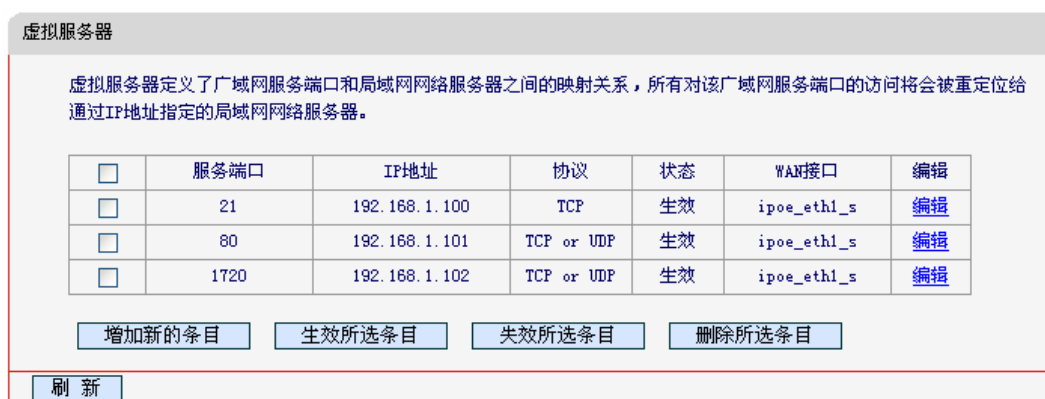 虚拟服务器
虚拟服务器定义了广域网服务端口和局域网网络服务器之间的映射关系，所有对该广域网服务端口的访问将会被重定位给
通过IP地址指定的局域网网络服务器。
服务端口 IP地址 协议 状态 WAN接口 编辑
21 192.168.1.100 TCP 生效 ipoe_eth1_s 编辑
80 192.168.1.101 TCP or UDP 生效 ipoe_eth1_s 编辑
1720 192.168.1.102 TCP or UDP 生效 ipoe_eth1_s 编辑
增加新的条目 生效所选条目 失效所选条目 删除所选条目
刷 新